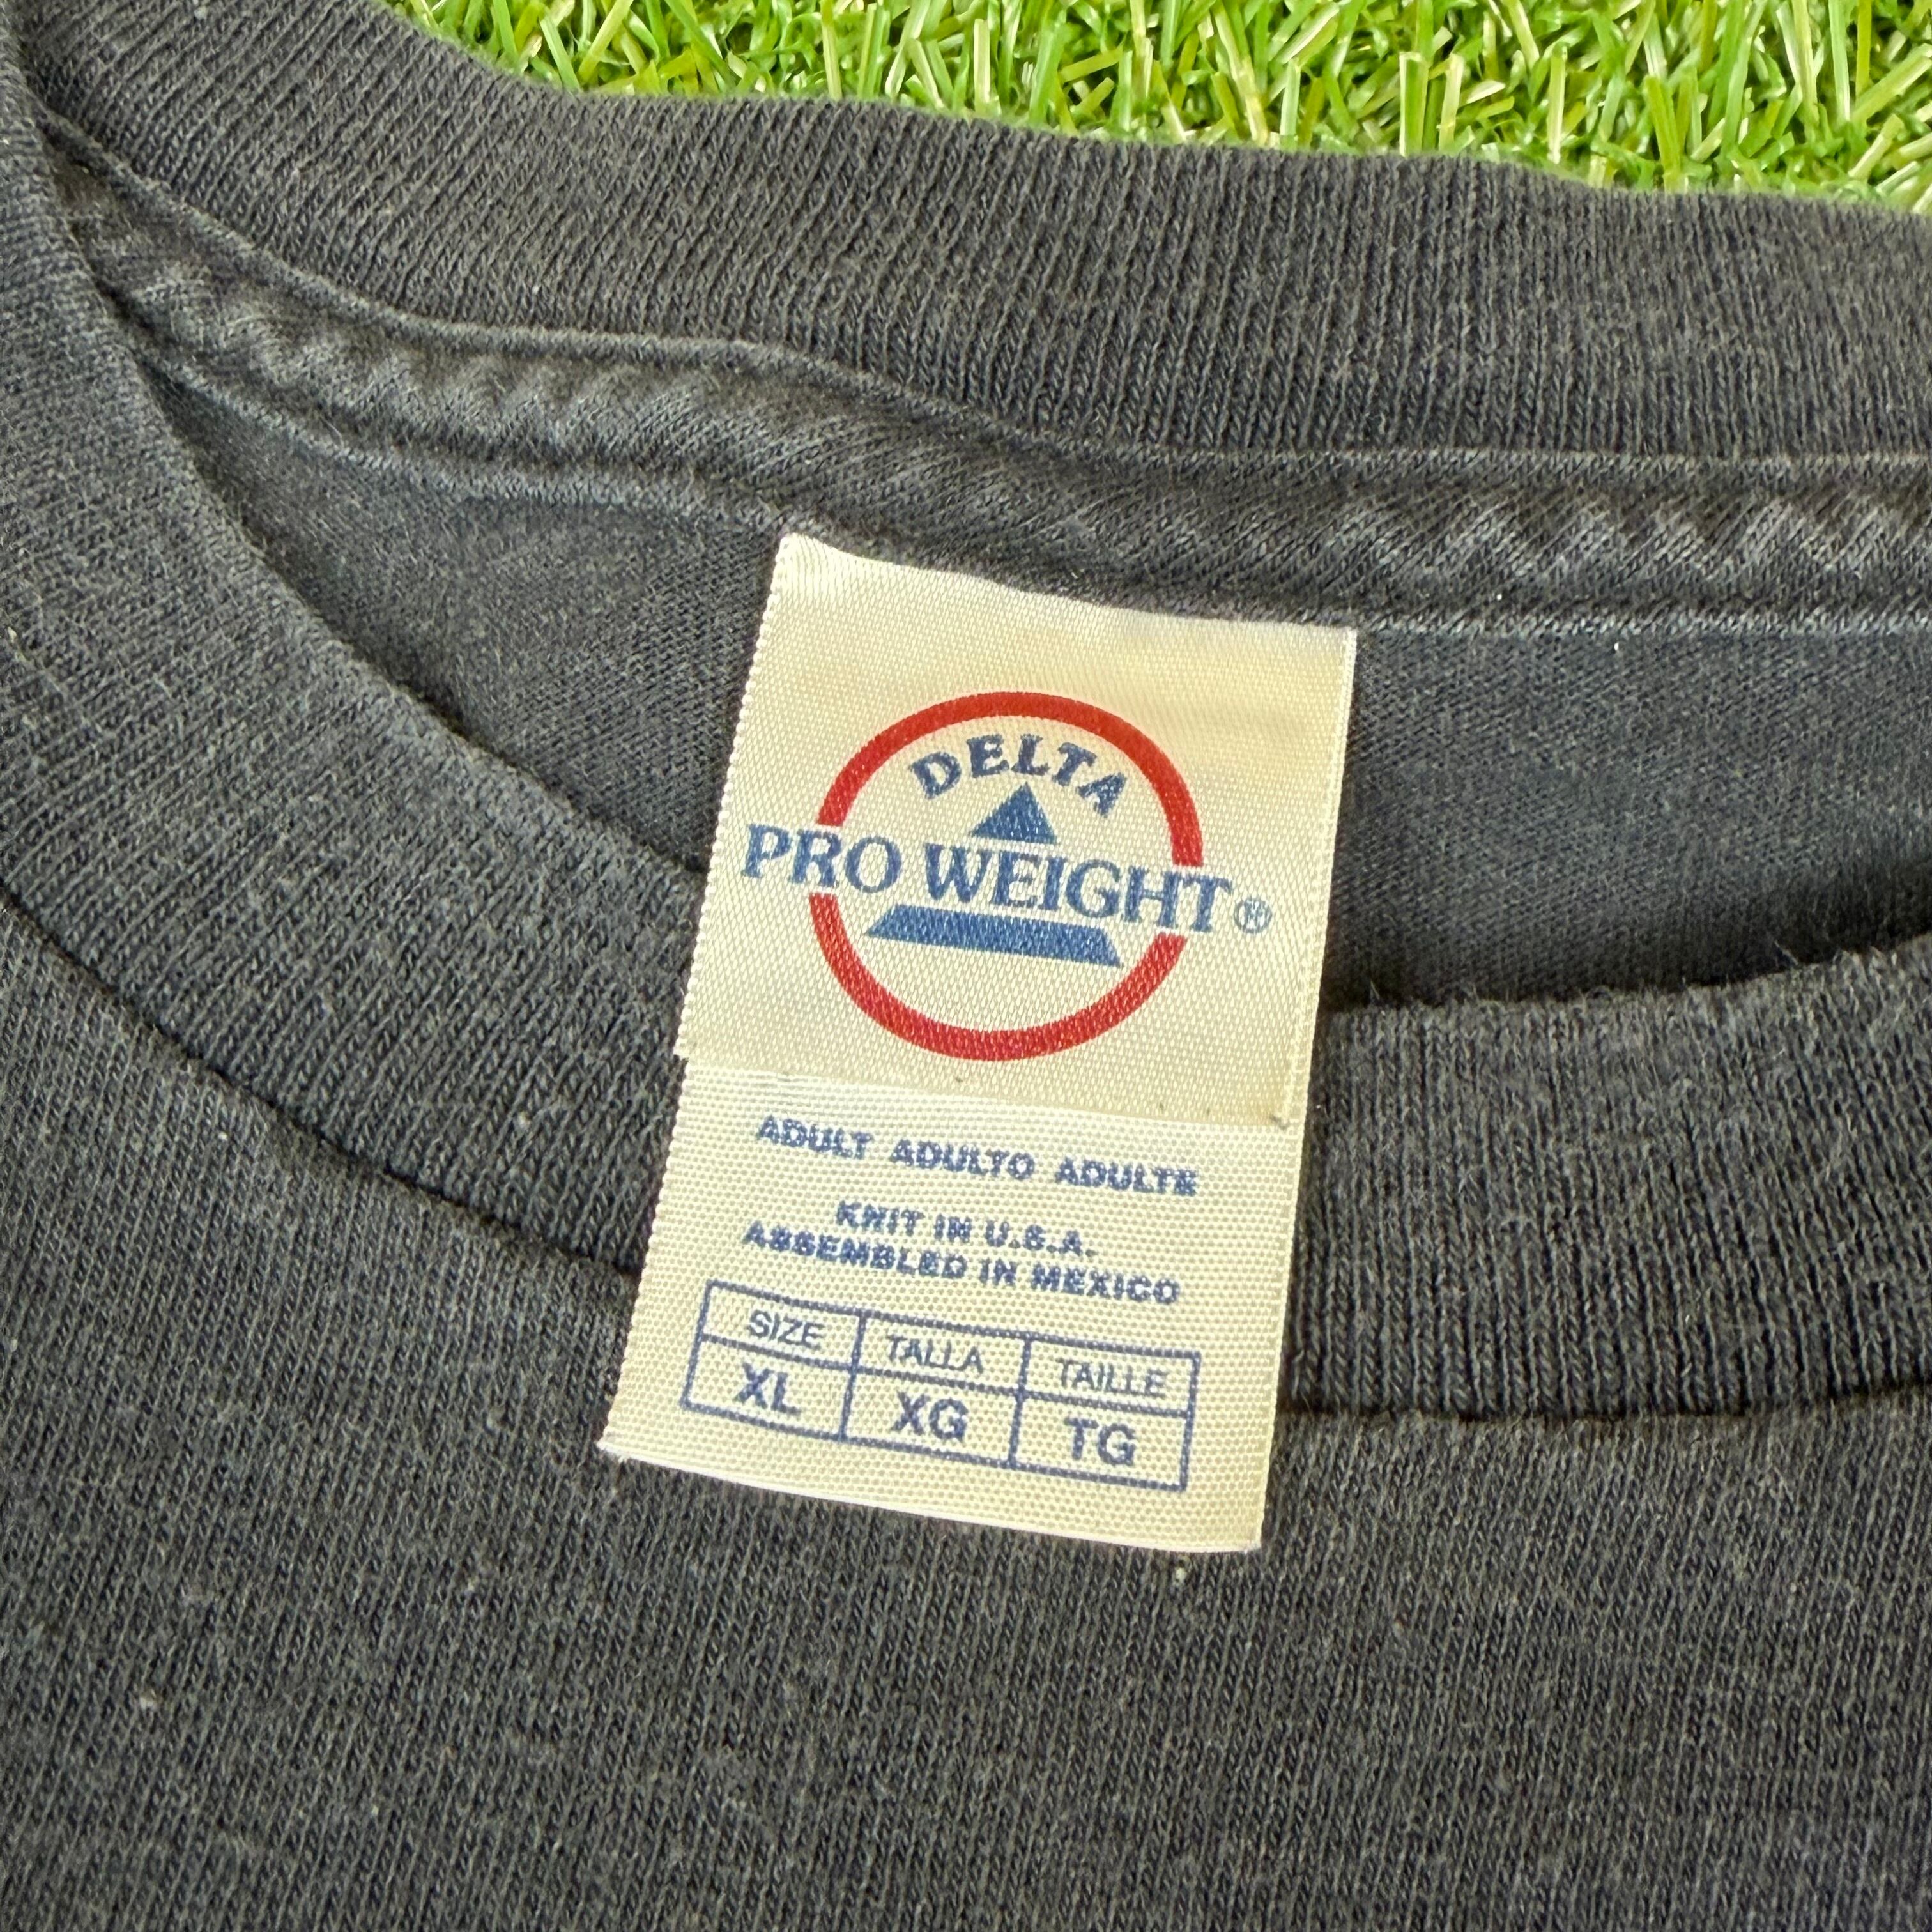 DELTA
PRO WEIGHT®
ADULT ADULTO ADULTE
KNIT IN U.S.A.
ASSEMBLED IN MEXICO
SIZE TALLA TAILLE
XL XG TG